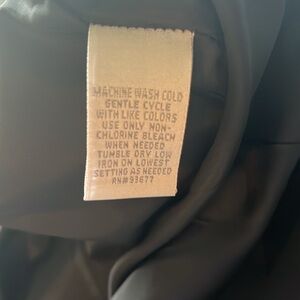 MACHINE WASH COLD
GENTLE CYCLE
WITH LIKE COLORS
USE ONLY NON-
CHLORINE BLEACH
WHEN NEEDED
TUMBLE DRY LOW
IRON ON LOWEST
SETTING AS NEEDED
RN#93677